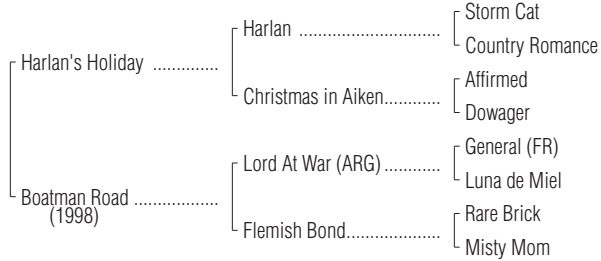 Storm Cat
Harlan ..............................
Country Romance
Harlan's Holiday ..............
Affirmed
Christmas in Aiken............
Dowager
General (FR)
Lord At War (ARG) ............
Luna de Miel
Boatman Road ..................
(1998)
Rare Brick
Flemish Bond....................
Misty Mom